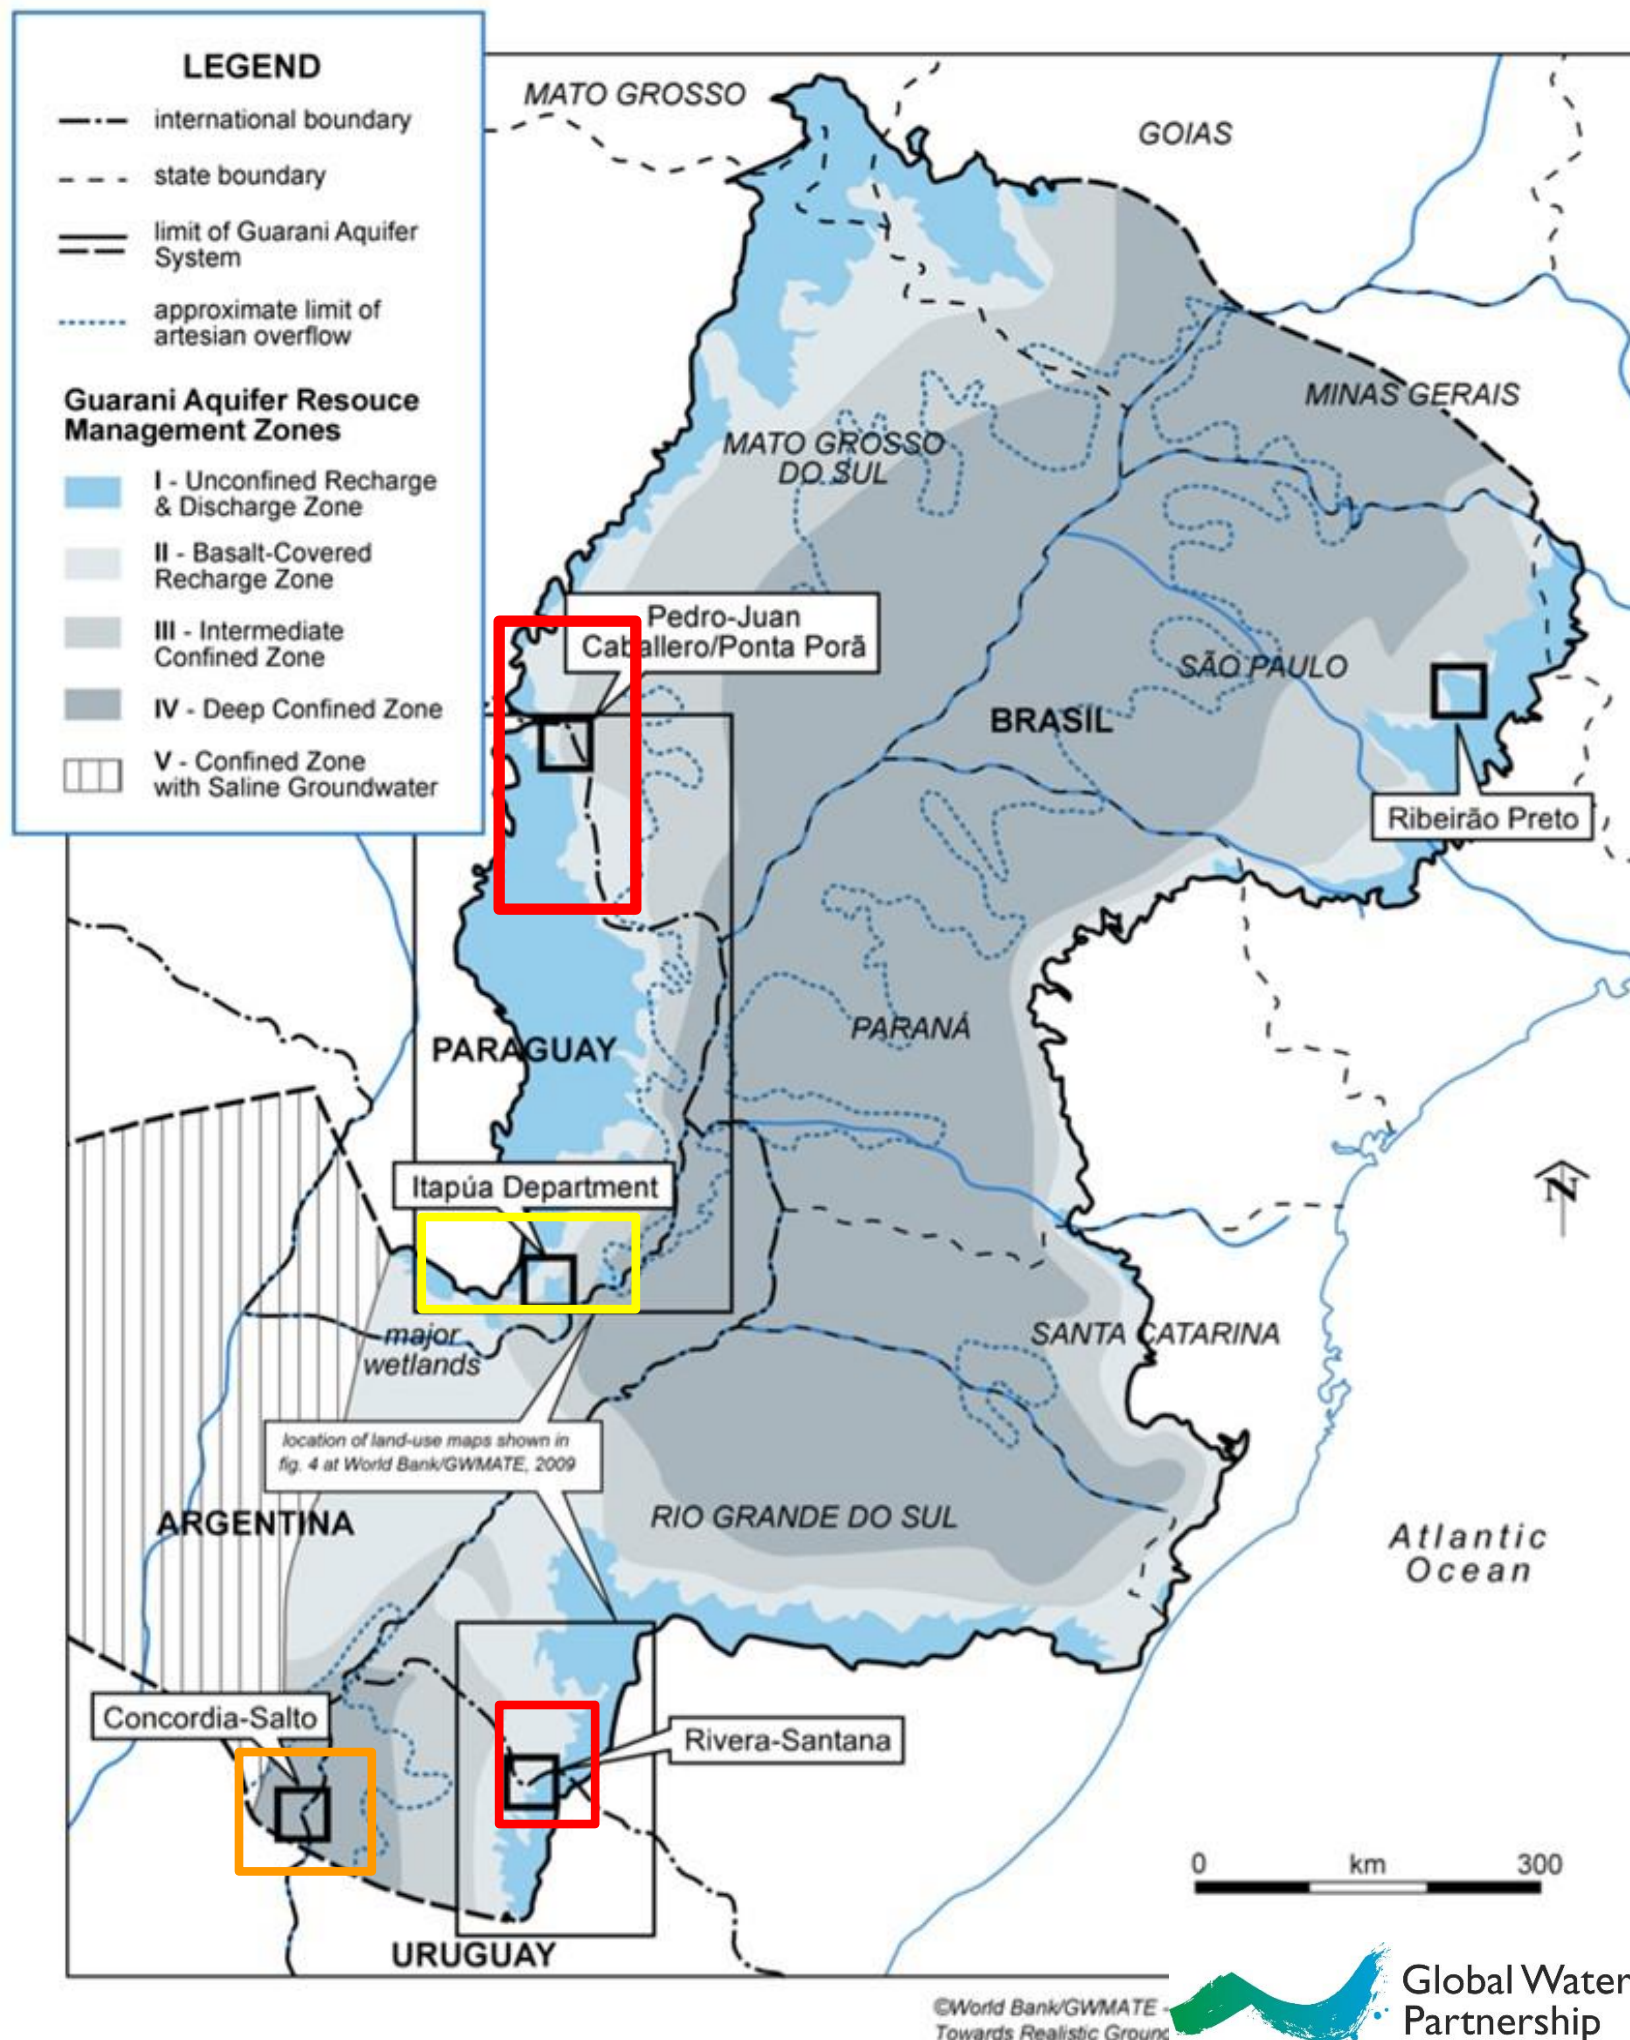 LEGEND
international boundary
state boundary
limit of Guarani Aquifer
System
approximate limit of
artesian overflow
Guarani Aquifer Resouce
Management Zones
I - Unconfined Recharge
& Discharge Zone
II - Basalt-Covered
Recharge Zone
III - Intermediate
Confined Zone
IV - Deep Confined Zone
V - Confined Zone
with Saline Groundwater
MATO GROSSO
GOIAS
MINAS GERAIS
MATO GROSSO
DO SUL
Pedro-Juan
Caballero/Ponta Porã
SÃO PAULO
BRASIL
Ribeirão Preto
PARANÁ
PARAGUAY
Itapúa Department
N
major
wetlands
SANTA CATARINA
location of land-use maps shown in
fig. 4 at World Bank/GWMATE, 2009
ARGENTINA
RIO GRANDE DO SUL
Atlantic
Ocean
Concordia-Salto
Rivera-Santana
0 km 300
URUGUAY
©World Bank/GWMATE -
Towards Realistic
Global Water
Partnership